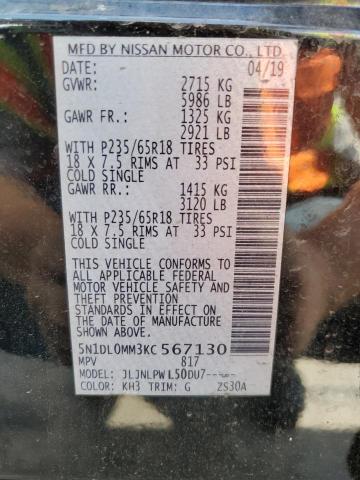 MFD BY NISSAN MOTOR CO., LTD.
DATE: 04/19
GVWR: 2715 KG
5986 LB
GAWR FR.: 1325 KG
2921 LB
WITH P235/65R18 TIRES
18 X 7.5 RIMS AT 33 PSI
COLD SINGLE
GAWR RR.: 1415 KG
3120 LB
WITH P235/65R18 TIRES
18 X 7.5 RIMS AT 33 PSI
COLD SINGLE
THIS VEHICLE CONFORMS TO
ALL APPLICABLE FEDERAL
MOTOR VEHICLE SAFETY AND
THEFT PREVENTION
STANDARDS IN EFFECT ON
THE DATE OF MANUFACTURE
SHOWN ABOVE.
5N1DL0MM3KC567130
MPV 817
MODEL: JLJNLPWL50DU7-----
COLOR: KH3 TRIM: G ZS30A